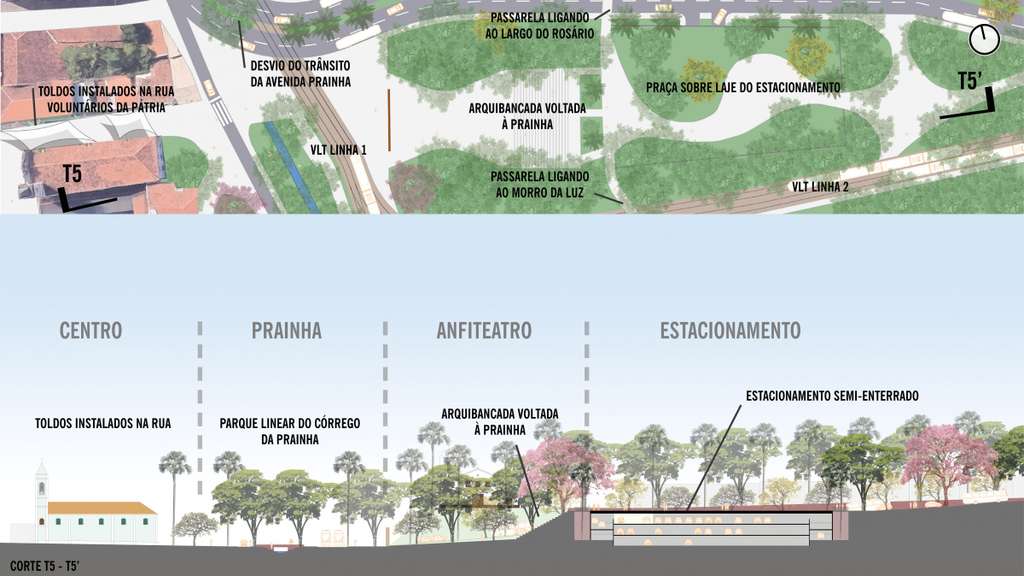 PASSARELA LIGANDO
AO LARGO DO ROSÁRIO
DESVIO DO TRÂNSITO
DA AVENIDA PRAINHA
TOLDOS INSTALADOS NA RUA
VOLUNTÁRIOS DA PÁTRIA
PRAÇA SOBRE LAJE DO ESTACIONAMENTO
T5'
ARQUIBANCADA VOLTADA
À PRAINHA
VLT LINHA 1
T5
PASSARELA LIGANDO
AO MORRO DA LUZ
VLT LINHA 2
CENTRO
PRAINHA
ANFITEATRO
ESTACIONAMENTO
ESTACIONAMENTO SEMI-ENTERRADO
TOLDOS INSTALADOS NA RUA
PARQUE LINEAR DO CÓRREGO
DA PRAINHA
ARQUIBANCADA VOLTADA
À PRAINHA
CORTE T5 - T5'